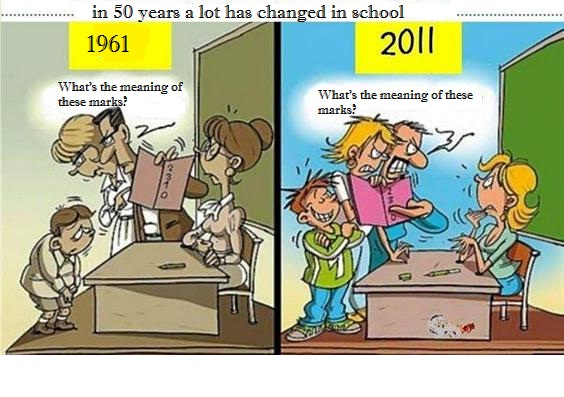 in 50 years a lot has changed in school
1961
2011
What's the meaning of
these marks?
What's the meaning of these
marks?